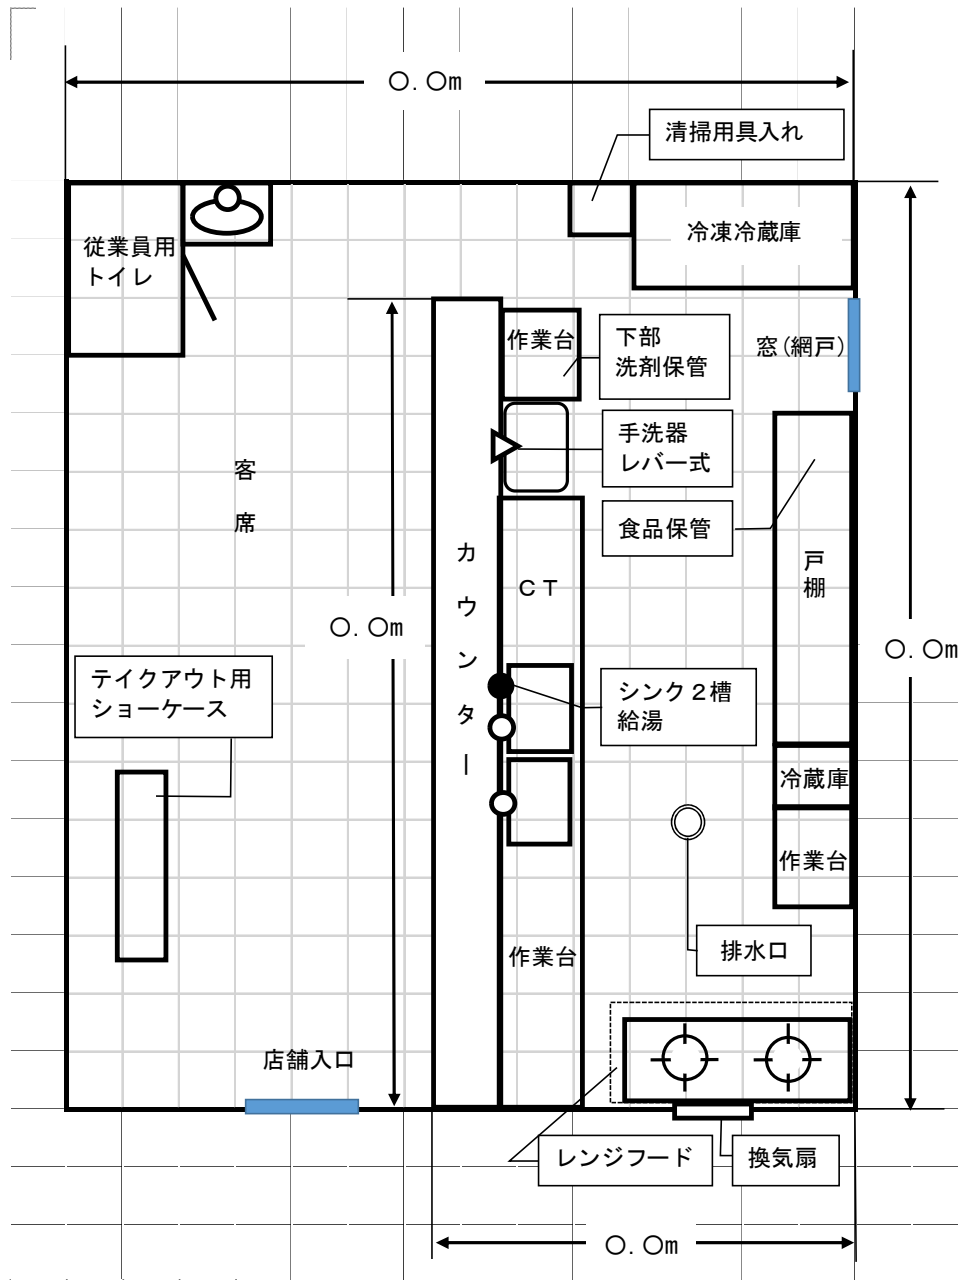 〇．〇m
清掃用具入れ
従業員用
トイレ
冷凍冷蔵庫
作業台
下部
洗剤保管
窓（網戸）
手洗器
レバー式
客
席
食品保管
カウンター
ＣＴ
戸
棚
〇．〇m
〇．〇m
テイクアウト用
ショーケース
シンク２槽
給湯
冷蔵庫
作業台
排水口
作業台
店舗入口
レンジフード
換気扇
〇．〇m